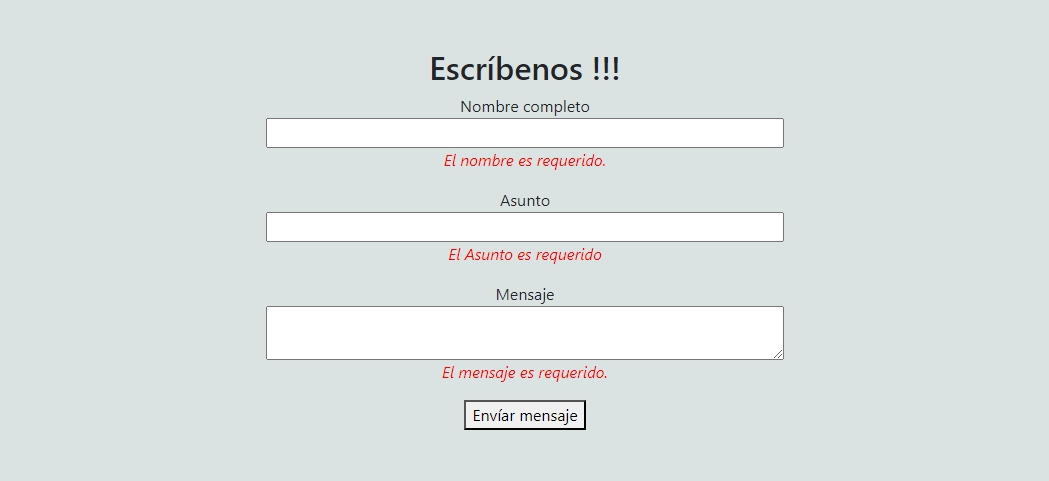 Escríbenos !!!
Nombre completo
El nombre es requerido.
Asunto
El Asunto es requerido
Mensaje
El mensaje es requerido.
Envíar mensaje